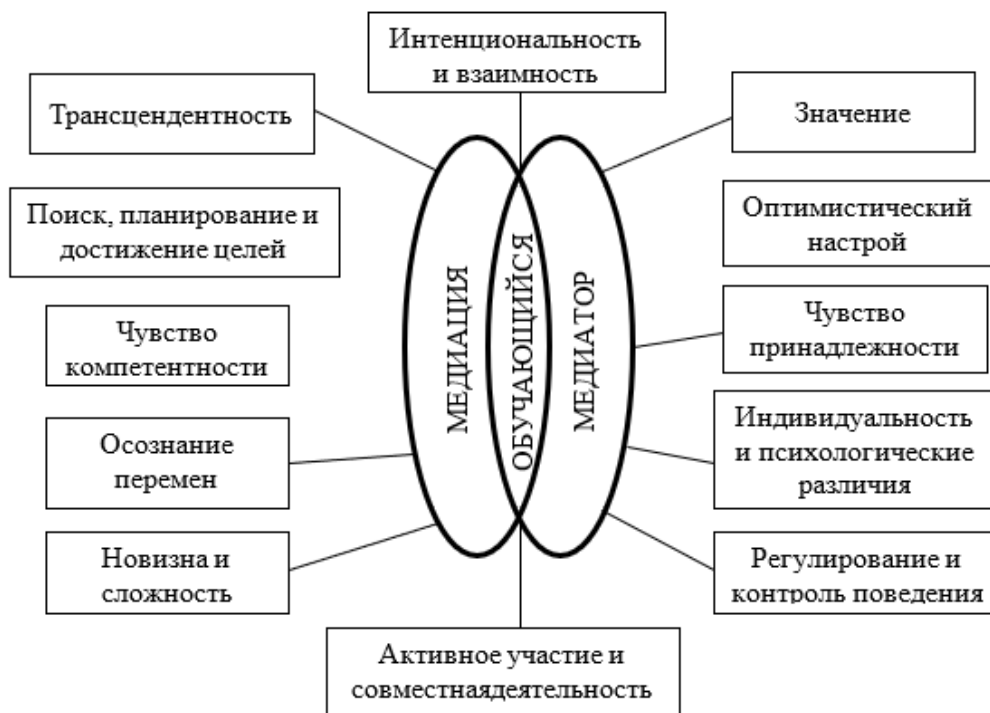 Интенциональность
и взаимность
Трансцендентность
Значение
Поиск, планирование и
достижение целей
Оптимистический
настрой
МЕДИАЦИЯ
ОБУЧАЮЩИЙСЯ
МЕДИАТОР
Чувство
компетентности
Чувство
принадлежности
Осознание
перемен
Индивидуальность
и психологические
различия
Новизна и
сложность
Регулирование и
контроль поведения
Активное участие и
совместнаядеятельность